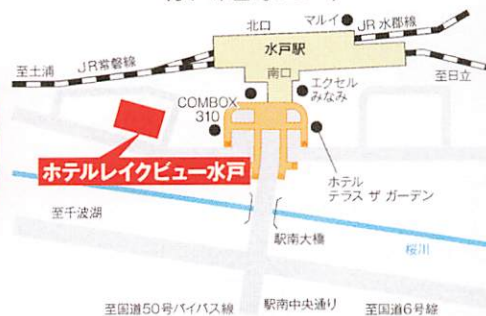 北口
マルイ
JR水郡線
水戸駅
至土浦
JR常磐線
南口
エクセル
みなみ
至日立
COMBOX
310
ホテルレイクビュー水戸
ホテル
テラス ザ ガーデン
至千波湖
駅南大橋
桜川
至国道50号バイパス線
駅南中央通り
至国道6号線